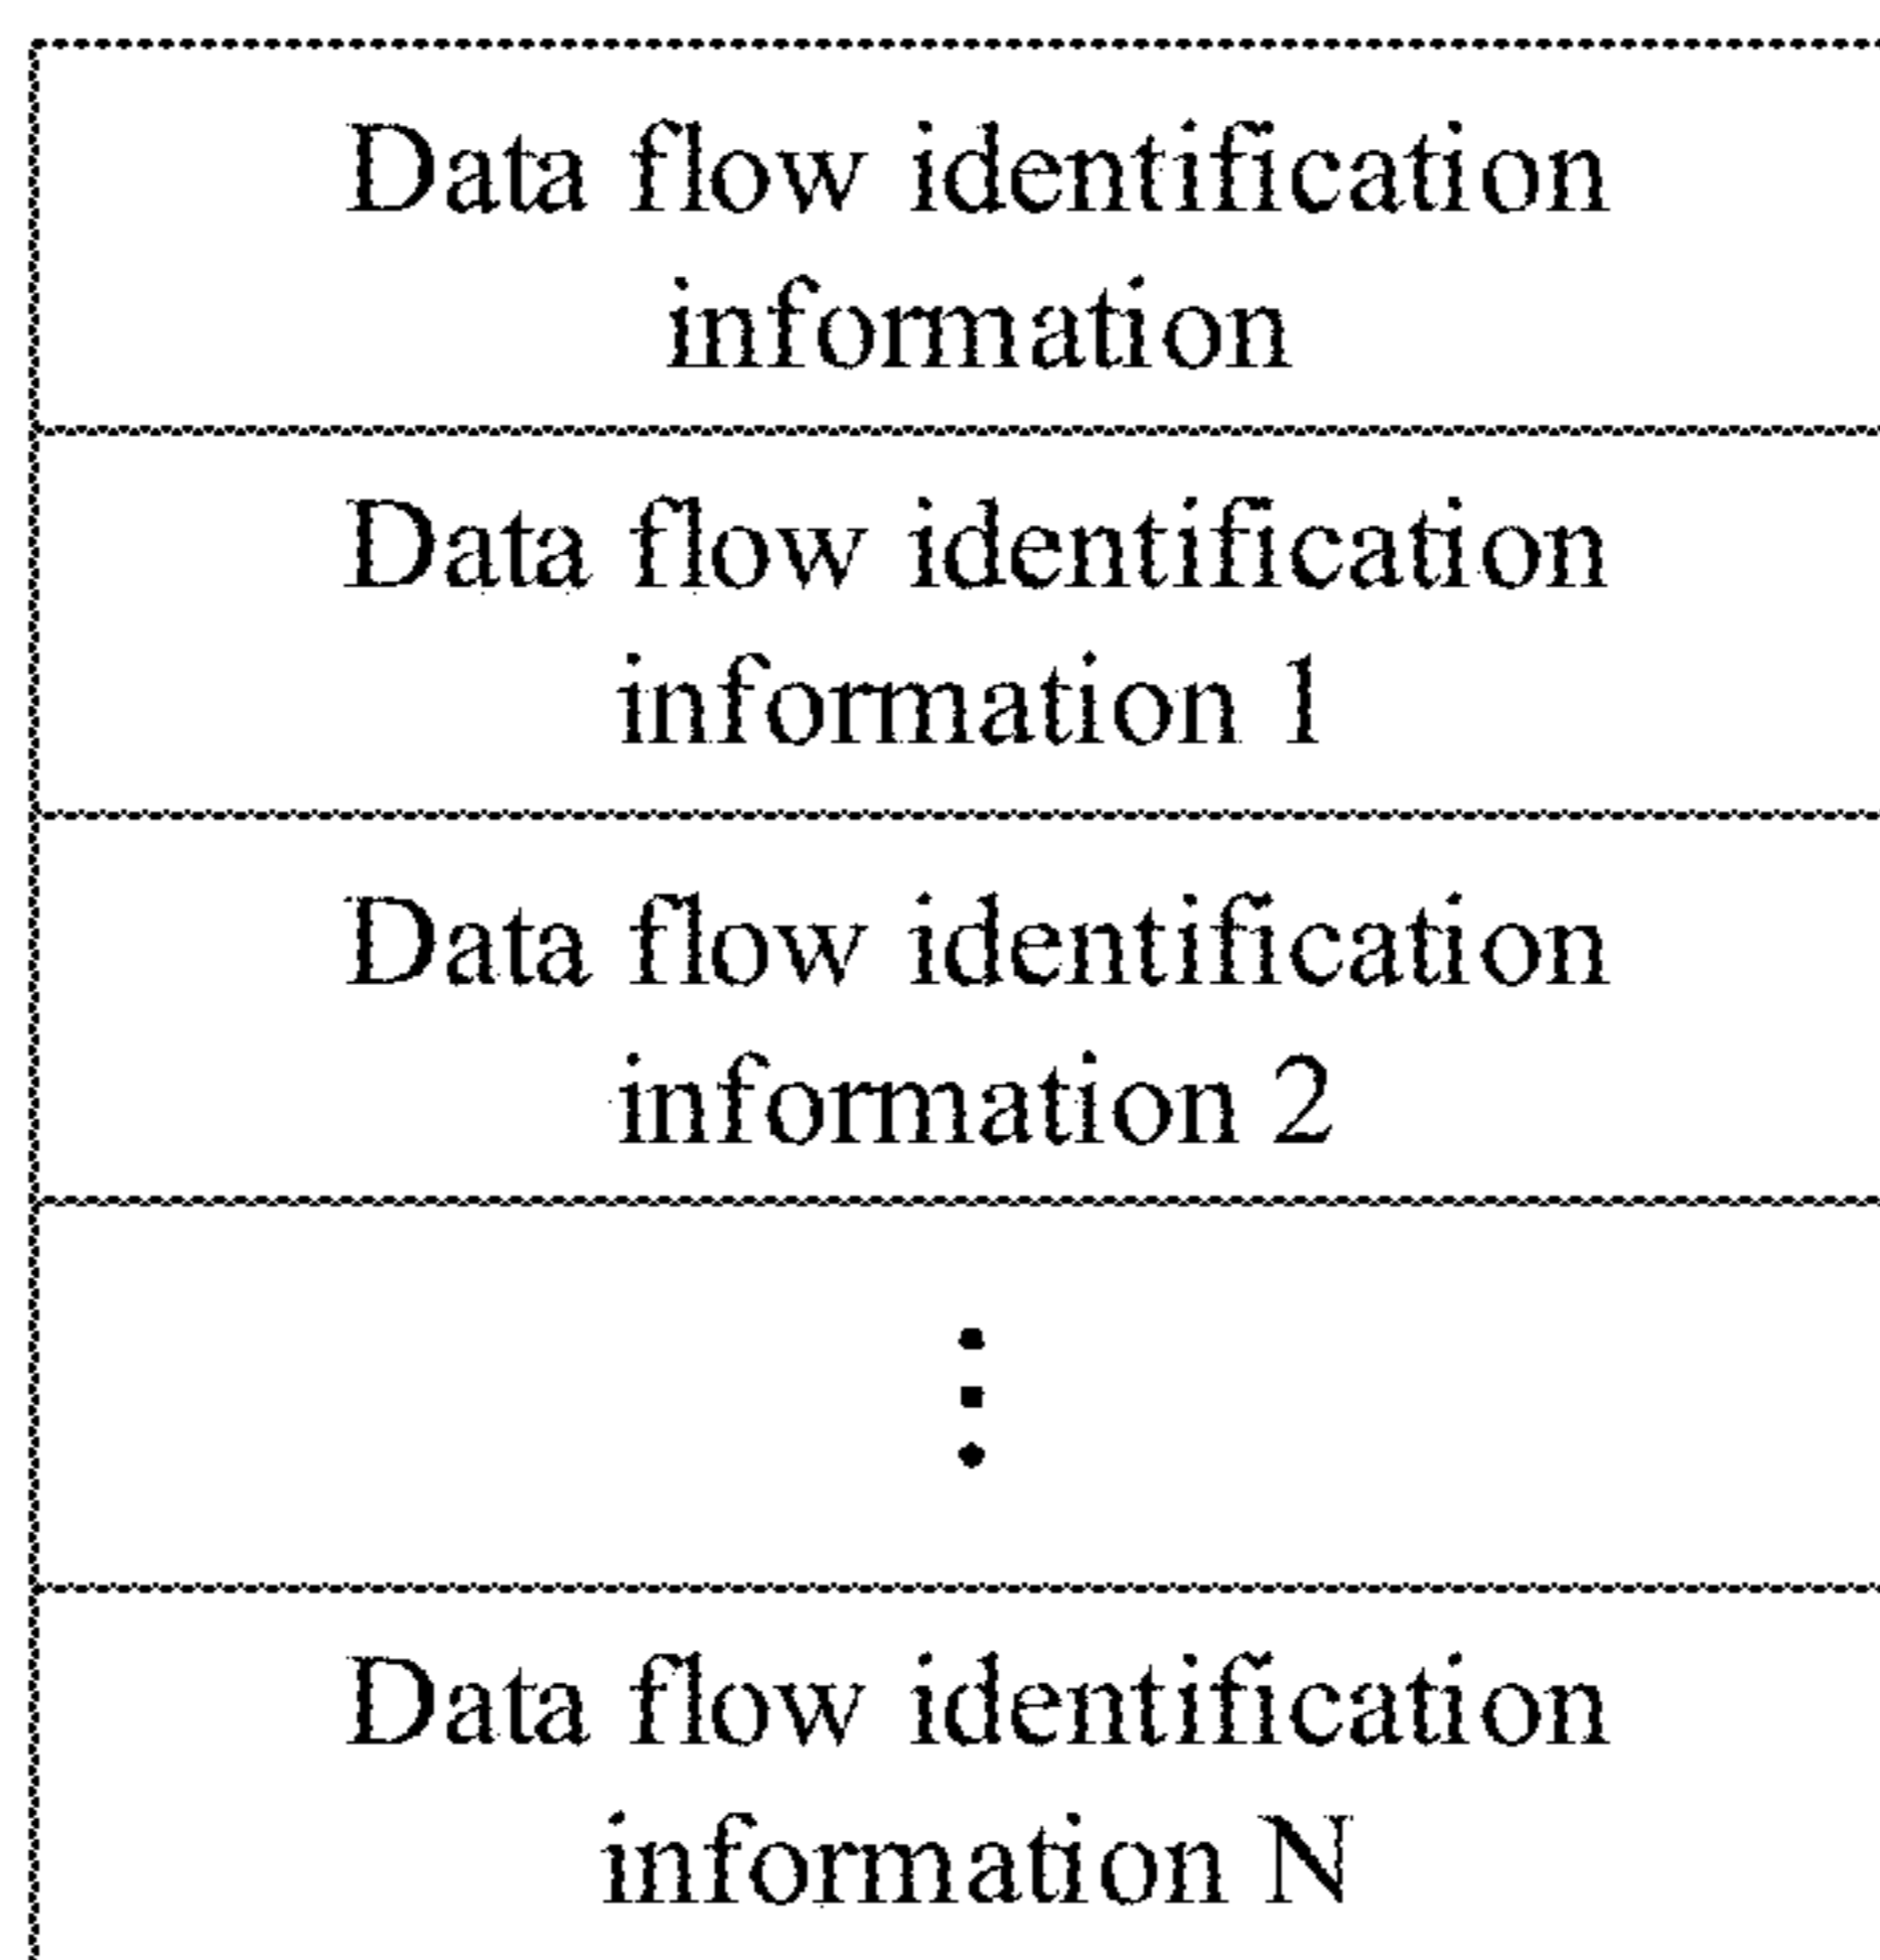 Data flow identification
information
Data flow identification
information 1
Data flow identification
information 2
Data flow identification
information N